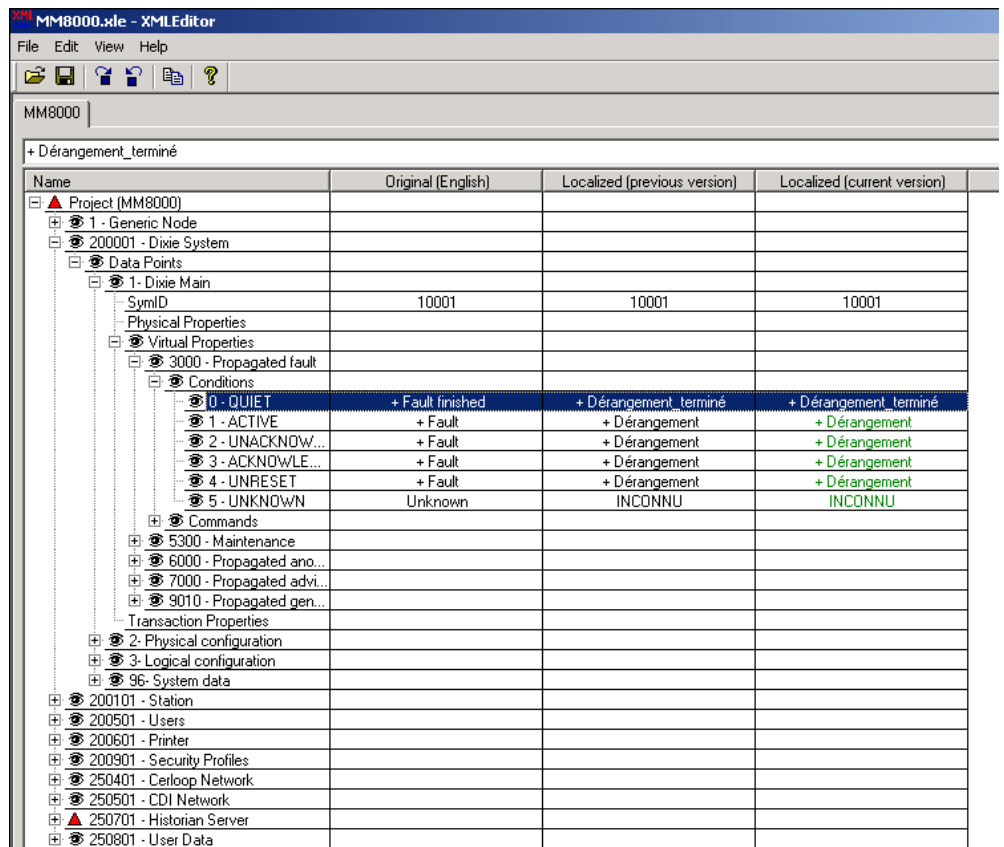 XML MM8000.xle - XMLEditor
File Edit View Help
MM8000
+ Dérangement_terminé
Name Original (English) Localized (previous version) Localized (current version)
Project (MM8000)
1 - Generic Node
200001 - Dixie System
Data Points
1- Dixie Main
SymID 10001 10001 10001
Physical Properties
Virtual Properties
3000 - Propagated fault
Conditions
0 - QUIET + Fault finished + Dérangement_terminé + Dérangement_terminé
1 - ACTIVE + Fault + Dérangement + Dérangement
2 - UNACKNOW... + Fault + Dérangement + Dérangement
3 - ACKNOWLE... + Fault + Dérangement + Dérangement
4 - UNRESET + Fault + Dérangement + Dérangement
5 - UNKNOWN Unknown INCONNU INCONNU
Commands
5300 - Maintenance
6000 - Propagated ano...
7000 - Propagated advi...
9010 - Propagated gen...
Transaction Properties
2- Physical configuration
3- Logical configuration
96- System data
200101 - Station
200501 - Users
200601 - Printer
200901 - Security Profiles
250401 - Cerloop Network
250501 - CDI Network
250701 - Historian Server
250801 - User Data